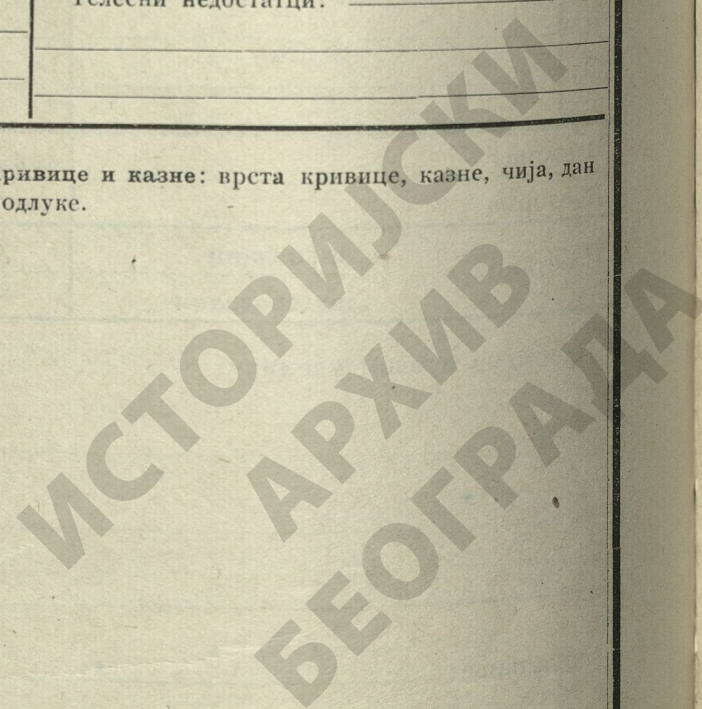 Телесни недостатци:
кривице и казне: врста кривице, казне, чија, дан
одлуке.
ИСТОРИЈСКИ
АРХИВ
БЕОГРАДА